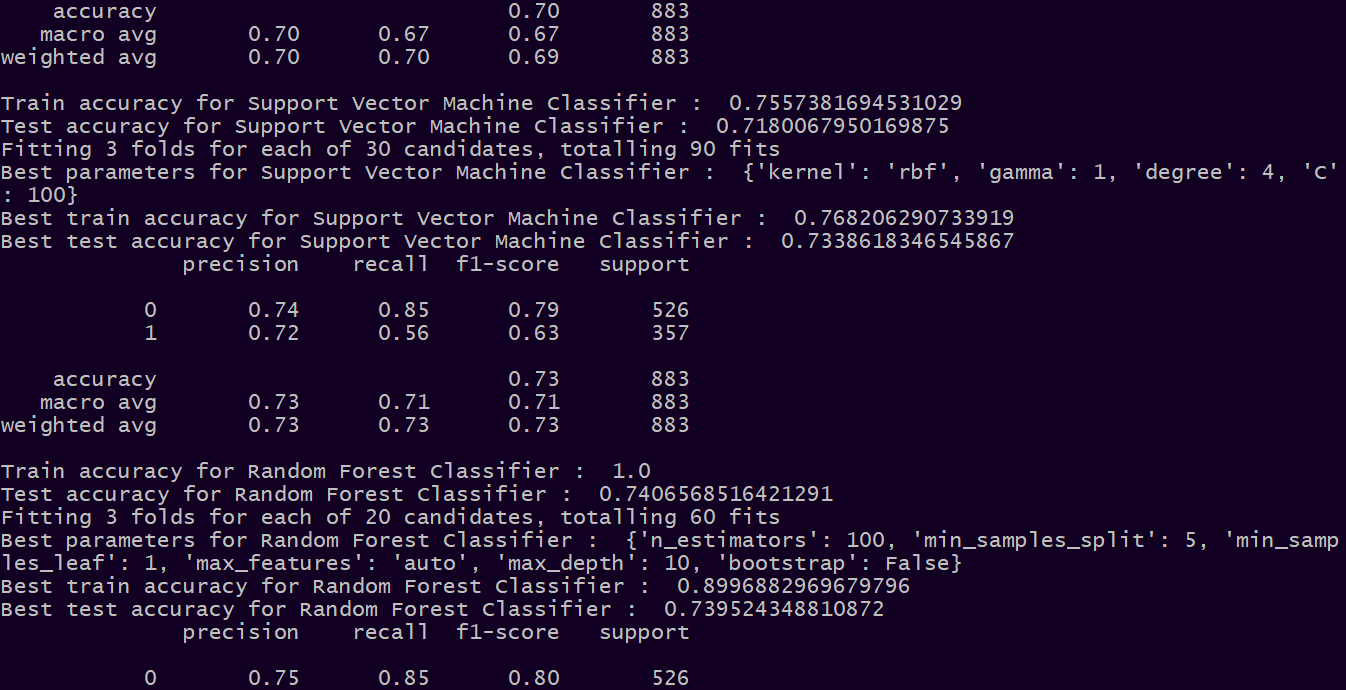 accuracy 0.70 883
macro avg 0.70 0.67 0.67 883
weighted avg 0.70 0.70 0.69 883
Train accuracy for Support Vector Machine Classifier :  0.7557381694531029
Test accuracy for Support Vector Machine Classifier :  0.7180067950169875
Fitting 3 folds for each of 30 candidates, totalling 90 fits
Best parameters for Support Vector Machine Classifier :  {'kernel': 'rbf', 'gamma': 1, 'degree': 4, 'C'
: 100}
Best train accuracy for Support Vector Machine Classifier :  0.768206290733919
Best test accuracy for Support Vector Machine Classifier :  0.7338618346545867
precision recall f1-score support
0 0.74 0.85 0.79 526
1 0.72 0.56 0.63 357
accuracy 0.73 883
macro avg 0.73 0.71 0.71 883
weighted avg 0.73 0.73 0.73 883
Train accuracy for Random Forest Classifier :  1.0
Test accuracy for Random Forest Classifier :  0.7406568516421291
Fitting 3 folds for each of 20 candidates, totalling 60 fits
Best parameters for Random Forest Classifier :  {'n_estimators': 100, 'min_samples_split': 5, 'min_samp
les_leaf': 1, 'max_features': 'auto', 'max_depth': 10, 'bootstrap': False}
Best train accuracy for Random Forest Classifier :  0.8996882969679796
Best test accuracy for Random Forest Classifier :  0.739524348810872
precision recall f1-score support
0 0.75 0.85 0.80 526